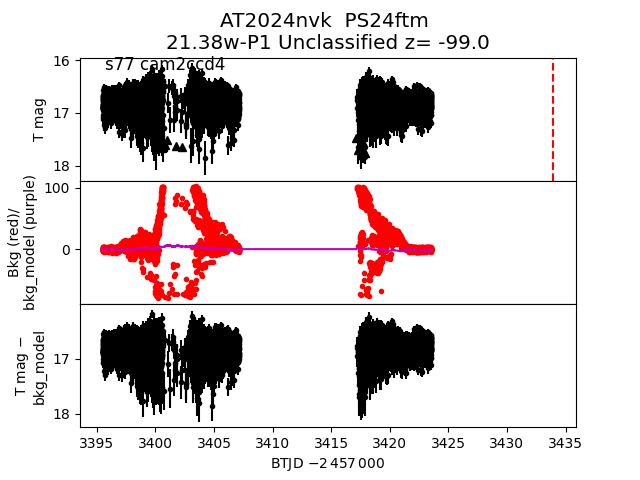 AT2024nvk  PS24ftm
21.38w-P1 Unclassified z= -99.0
s77 cam2ccd4
16
17
18
T mag
100
0
Bkg (red)/
bkg_model (purple)
17
18
T mag −
bkg_model
3395
3400
3405
3410
3415
3420
3425
3430
3435
BTJD −2 457 000